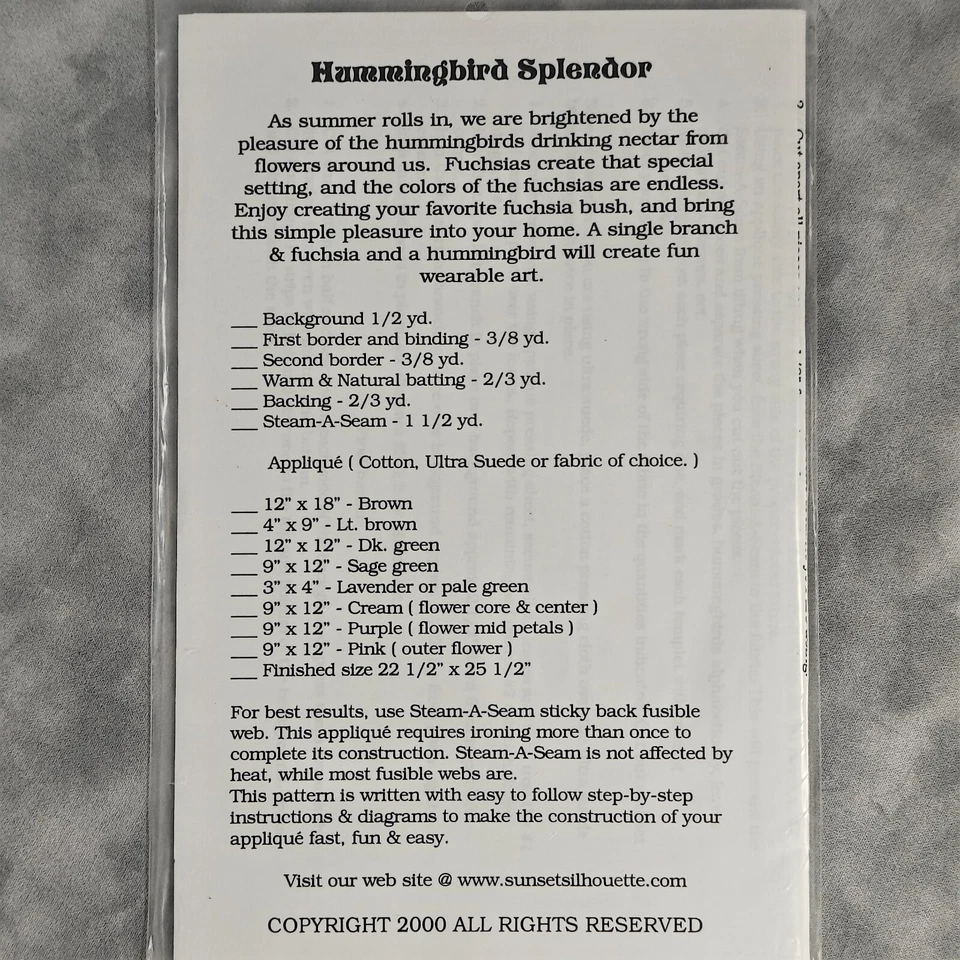 Hummingbird Splendor
As summer rolls in, we are brightened by the
pleasure of the hummingbirds drinking nectar from
flowers around us. Fuchsias create that special
setting, and the colors of the fuchsias are endless.
Enjoy creating your favorite fuchsia bush, and bring
this simple pleasure into your home. A single branch
& fuchsia and a hummingbird will create fun
wearable art.
___ Background 1/2 yd.
___ First border and binding - 3/8 yd.
___ Second border - 3/8 yd.
___ Warm & Natural batting - 2/3 yd.
___ Backing - 2/3 yd.
___ Steam-A-Seam - 1 1/2 yd.
Appliqué ( Cotton, Ultra Suede or fabric of choice. )
___ 12” x 18” - Brown
___ 4” x 9” - Lt. brown
___ 12” x 12” - Dk. green
___ 9” x 12” - Sage green
___ 3” x 4” - Lavender or pale green
___ 9” x 12” - Cream ( flower core & center )
___ 9” x 12” - Purple ( flower mid petals )
___ 9” x 12” - Pink ( outer flower )
___ Finished size 22 1/2” x 25 1/2”
For best results, use Steam-A-Seam sticky back fusible
web. This appliqué requires ironing more than once to
complete its construction. Steam-A-Seam is not affected by
heat, while most fusible webs are.
This pattern is written with easy to follow step-by-step
instructions & diagrams to make the construction of your
appliqué fast, fun & easy.
Visit our web site @ www.sunsetsilhouette.com
COPYRIGHT 2000 ALL RIGHTS RESERVED